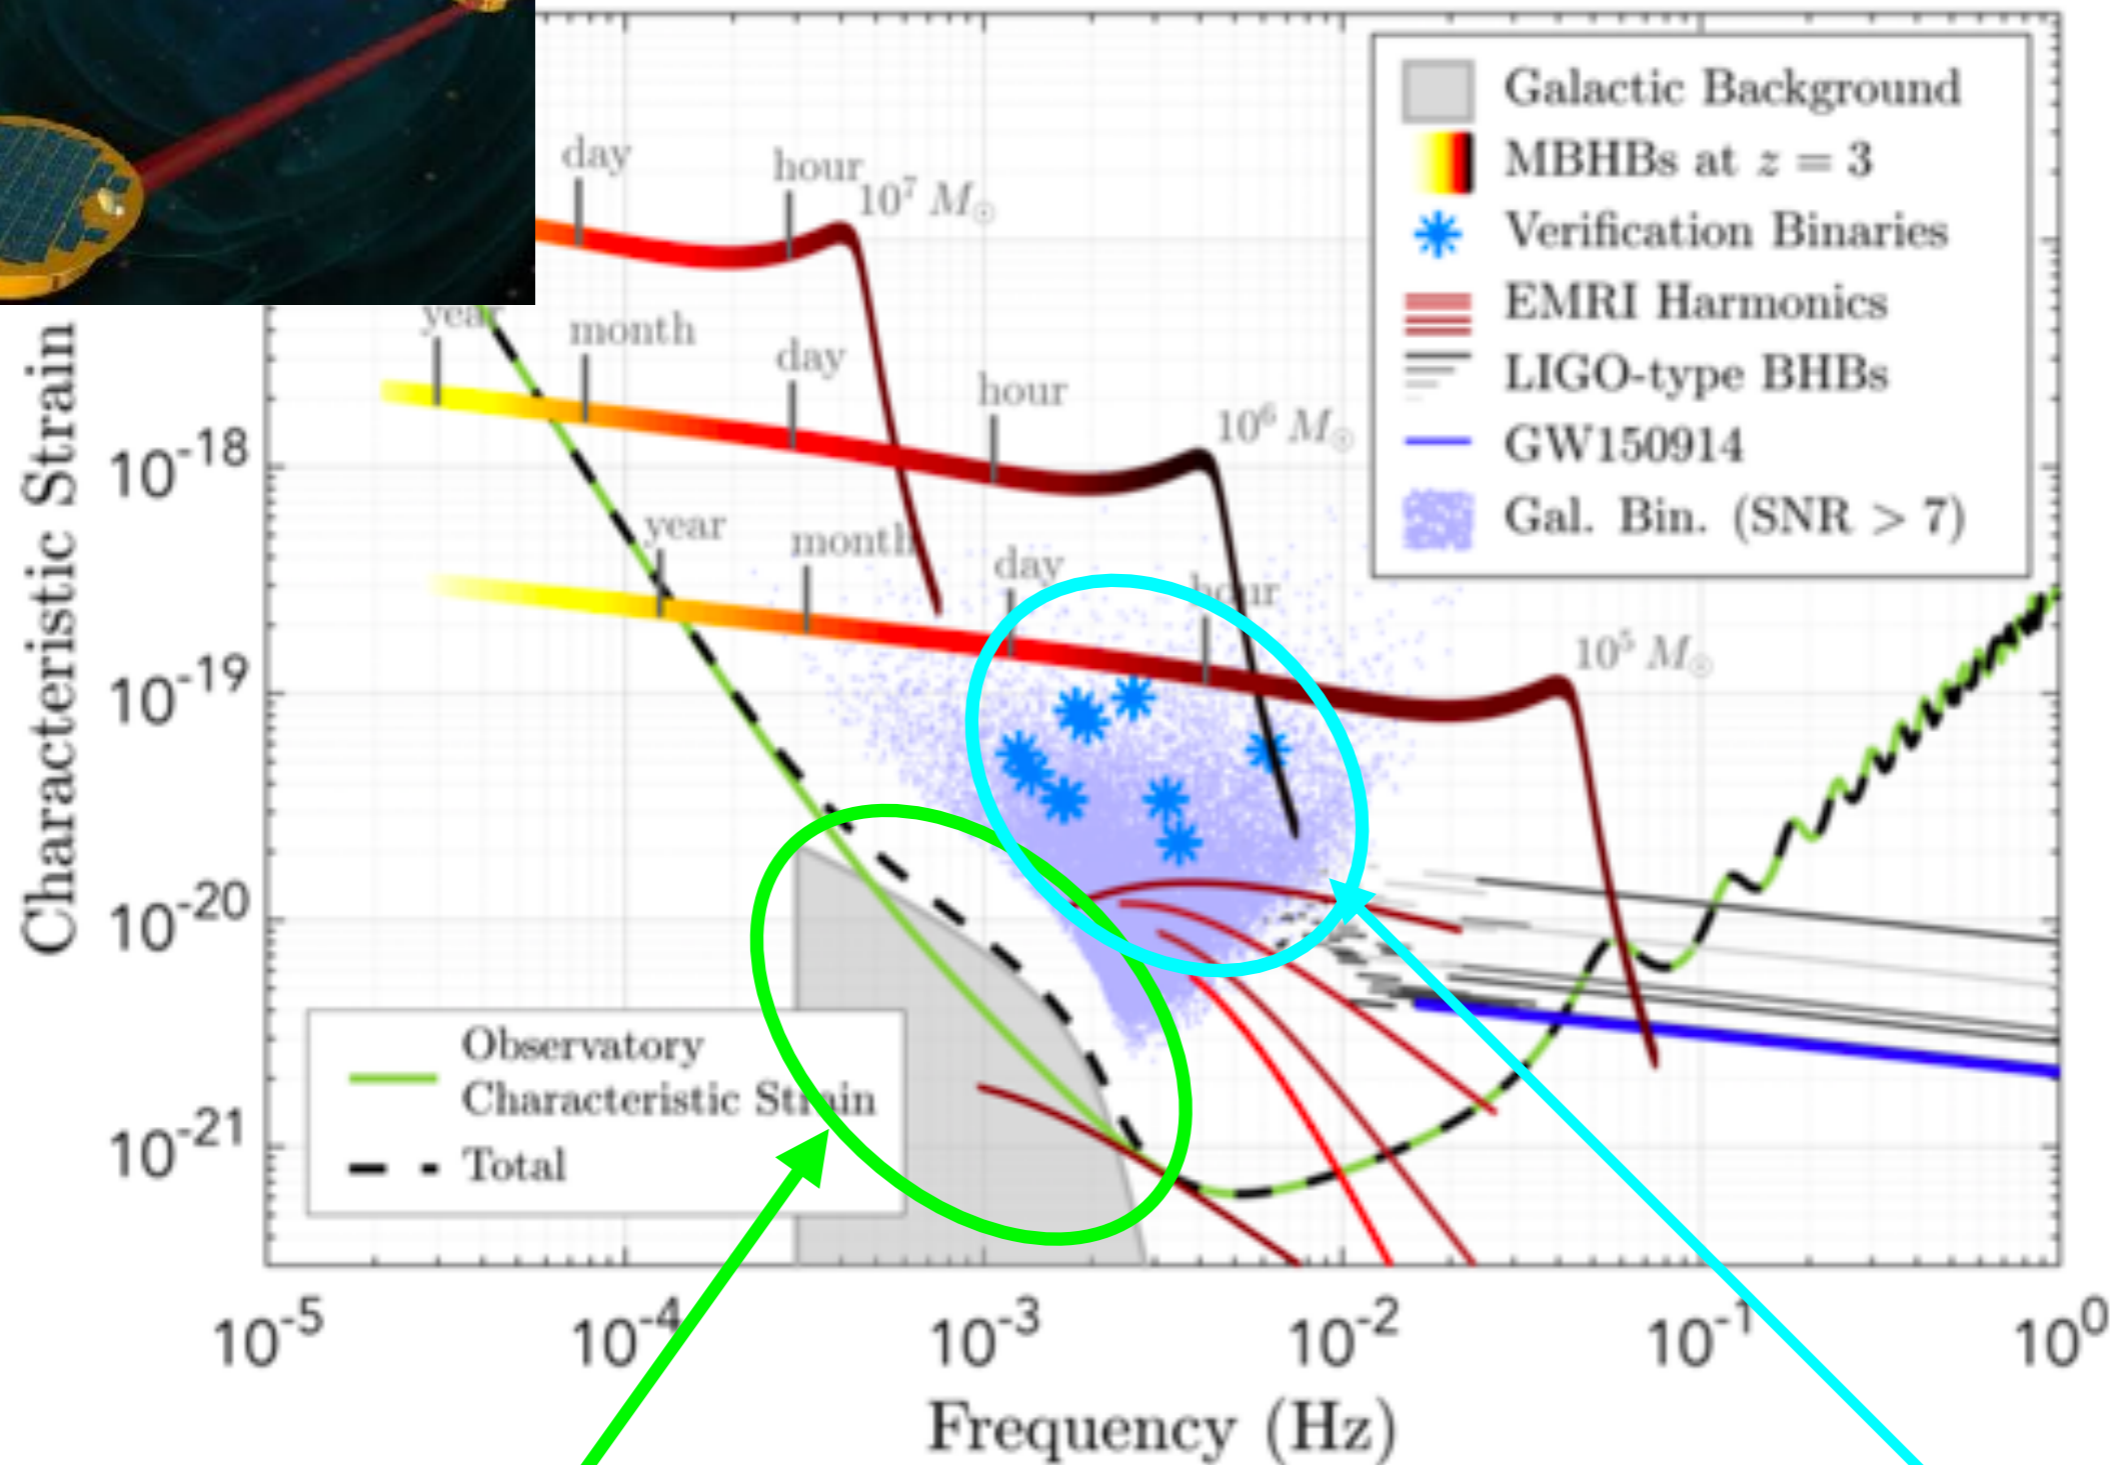 Galactic Background
MBHBs at z = 3
Verification Binaries
EMRI Harmonics
LIGO-type BHBs
GW150914
Gal. Bin. (SNR > 7)
day
hour
10⁷ M☉
year
month
day
hour
10⁶ M☉
year
month
day
hour
10⁵ M☉
Characteristic Strain
10⁻¹⁸
10⁻¹⁹
10⁻²⁰
10⁻²¹
Observatory
Characteristic Strain
Total
10⁻⁵ 10⁻⁴ 10⁻³ 10⁻² 10⁻¹ 10⁰
Frequency (Hz)